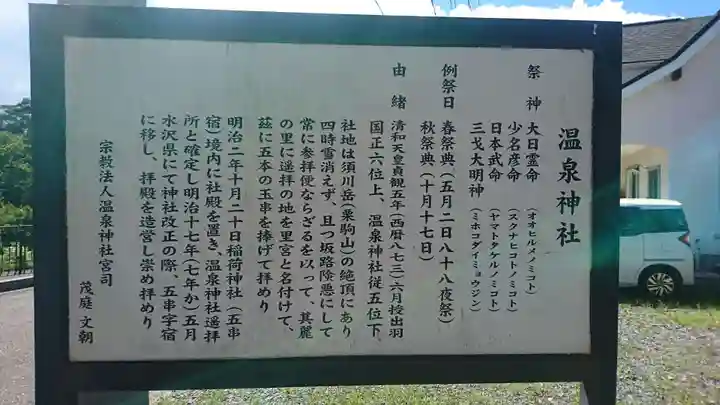 温泉神社
祭神 大日霊命 (オオヒルメノミコト)
少名彦命 (スクナヒコナノミコト)
日本武命 (ヤマトタケルノミコト)
三戈大明神 (ミホコダイミョウジン)
例祭日 春祭典(五月二日八十八夜祭)
秋祭典(十月十七日)
由緒 清和天皇貞観五年(西暦八七三)六月授出羽
国正六位上、温泉神社従五位下、
社地は須川岳(栗駒山)の絶頂にあり
四時雪消えず、且つ坂路険悪にして
常に参拝便ならざるを以って、其麗
の里に遥拝の地を里宮と名付けて、
茲に五本の玉串を捧げて拝めり
明治二年十月二十日稲荷神社(五串
宿)境内に社殿を置き、温泉神社遥拝
所と確定し明治十七年(七年か)五月
水沢県にて神社改正の際、五串字宿
に移し、拝殿を造営し崇め拝めり
宗教法人温泉神社宮司
茂庭文朝